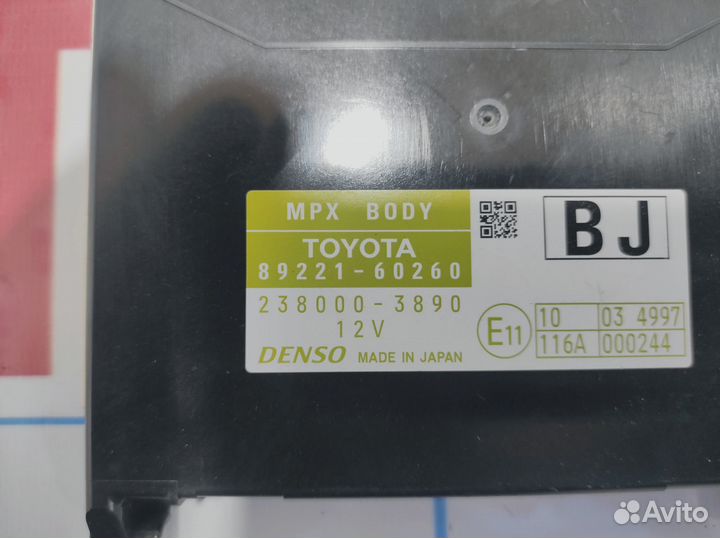 MPX BODY
TOYOTA
89221-60260
238000-3890
12V
DENSO MADE IN JAPAN
BJ
E11
10 03 4997
116A 000244
Avito